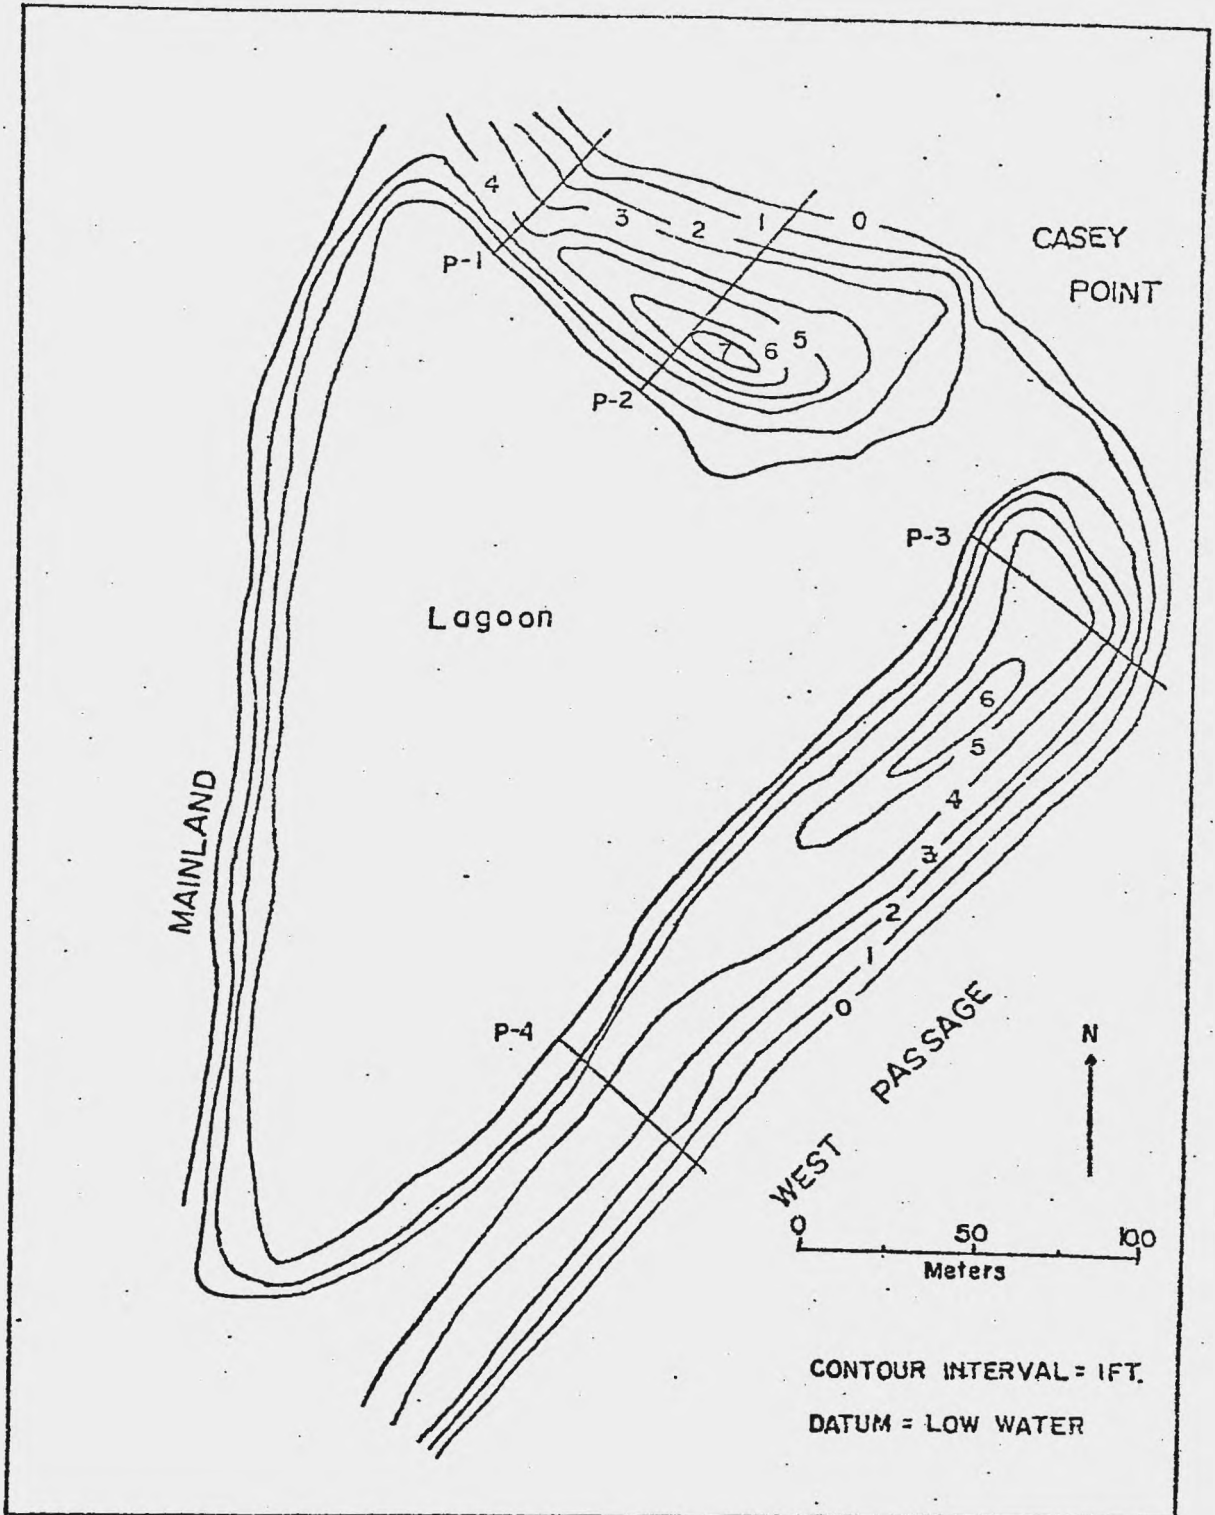 4
3
2
1
0
CASEY
POINT
P-1
7
6
5
P-2
P-3
Lagoon
6
5
MAINLAND
4
3
2
1
0
P-4
WEST PASSAGE
N
0 50 100
Meters
CONTOUR INTERVAL = 1FT.
DATUM = LOW WATER